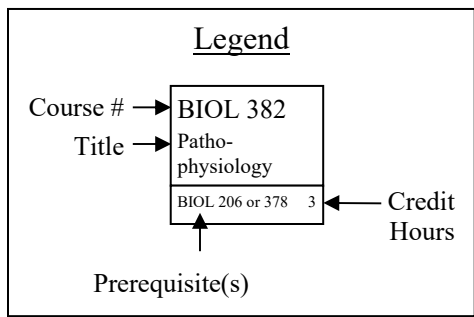 Legend
Course #
BIOL 382
Title
Patho-
physiology
BIOL 206 or 378 3
Credit
Hours
Prerequisite(s)